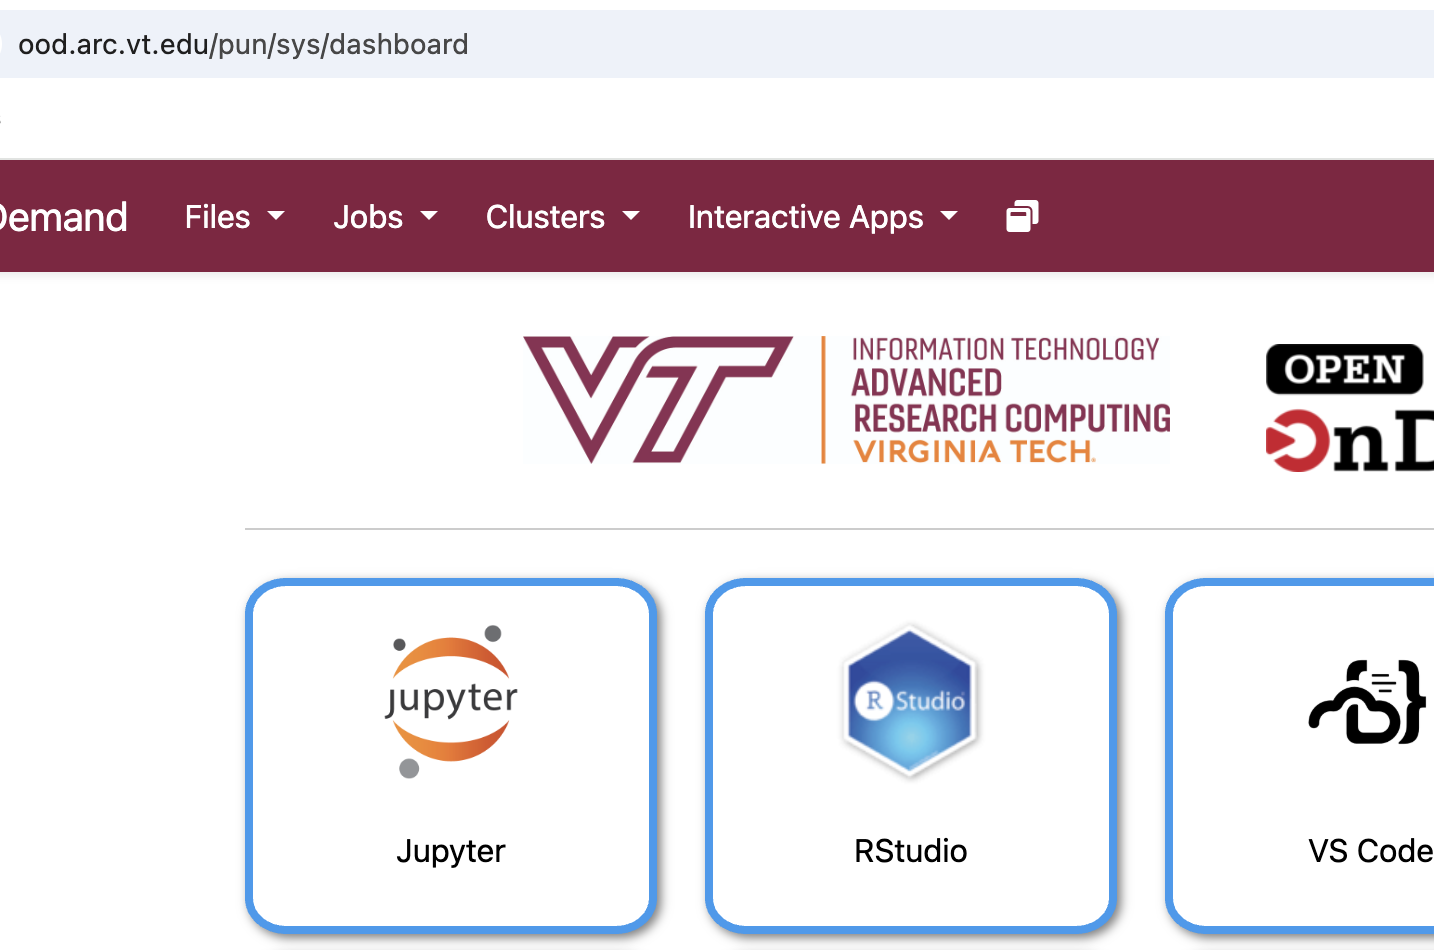 ood.arc.vt.edu/pun/sys/dashboard
Demand Files Jobs Clusters Interactive Apps
VT INFORMATION TECHNOLOGY
ADVANCED
RESEARCH COMPUTING
VIRGINIA TECH.
OPEN
OnD
jupyter
R Studio
Jupyter
RStudio
VS Code